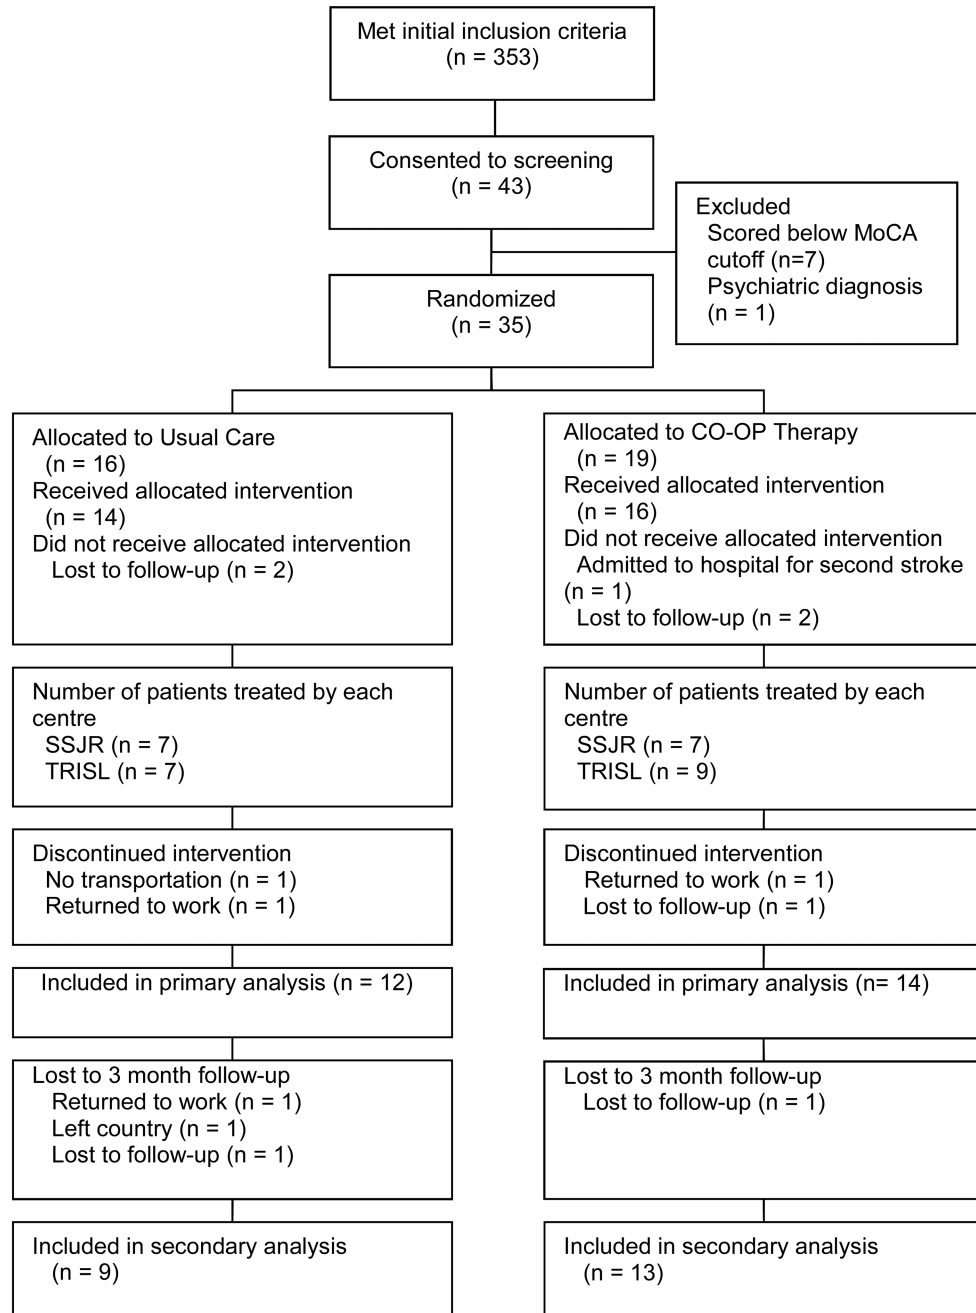 Met initial inclusion criteria
(n = 353)
Consented to screening
(n = 43)
Excluded
Scored below MoCA
cutoff (n=7)
Psychiatric diagnosis
(n = 1)
Randomized
(n = 35)
Allocated to Usual Care
(n = 16)
Received allocated intervention
(n = 14)
Did not receive allocated intervention
Lost to follow-up (n = 2)
Allocated to CO-OP Therapy
(n = 19)
Received allocated intervention
(n = 16)
Did not receive allocated intervention
Admitted to hospital for second stroke
(n = 1)
Lost to follow-up (n = 2)
Number of patients treated by each
centre
SSJR (n = 7)
TRISL (n = 7)
Number of patients treated by each
centre
SSJR (n = 7)
TRISL (n = 9)
Discontinued intervention
No transportation (n = 1)
Returned to work (n = 1)
Discontinued intervention
Returned to work (n = 1)
Lost to follow-up (n = 1)
Included in primary analysis (n = 12)
Included in primary analysis (n= 14)
Lost to 3 month follow-up
Returned to work (n = 1)
Left country (n = 1)
Lost to follow-up (n = 1)
Lost to 3 month follow-up
Lost to follow-up (n = 1)
Included in secondary analysis
(n = 9)
Included in secondary analysis
(n = 13)